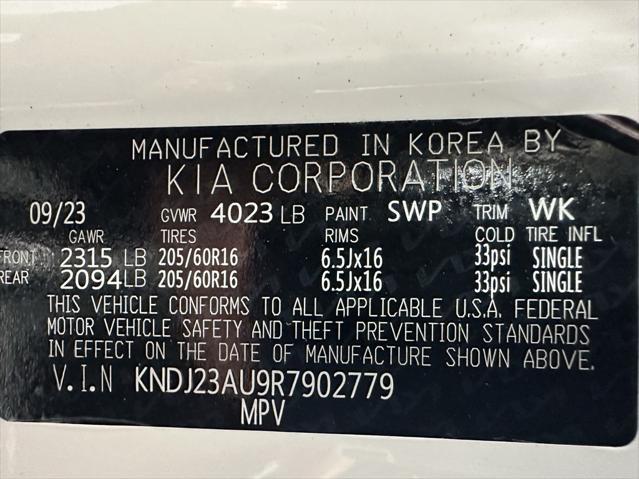 MANUFACTURED IN KOREA BY
KIA CORPORATION
09/23 GVWR 4023 LB PAINT SWP TRIM WK
GAWR TIRES RIMS COLD TIRE INFL
FRONT 2315 LB 205/60R16 6.5Jx16 33psi SINGLE
REAR 2094 LB 205/60R16 6.5Jx16 33psi SINGLE
THIS VEHICLE CONFORMS TO ALL APPLICABLE U.S.A. FEDERAL
MOTOR VEHICLE SAFETY AND THEFT PREVENTION STANDARDS
IN EFFECT ON THE DATE OF MANUFACTURE SHOWN ABOVE.
V.I.N KNDJ23AU9R7902779
MPV